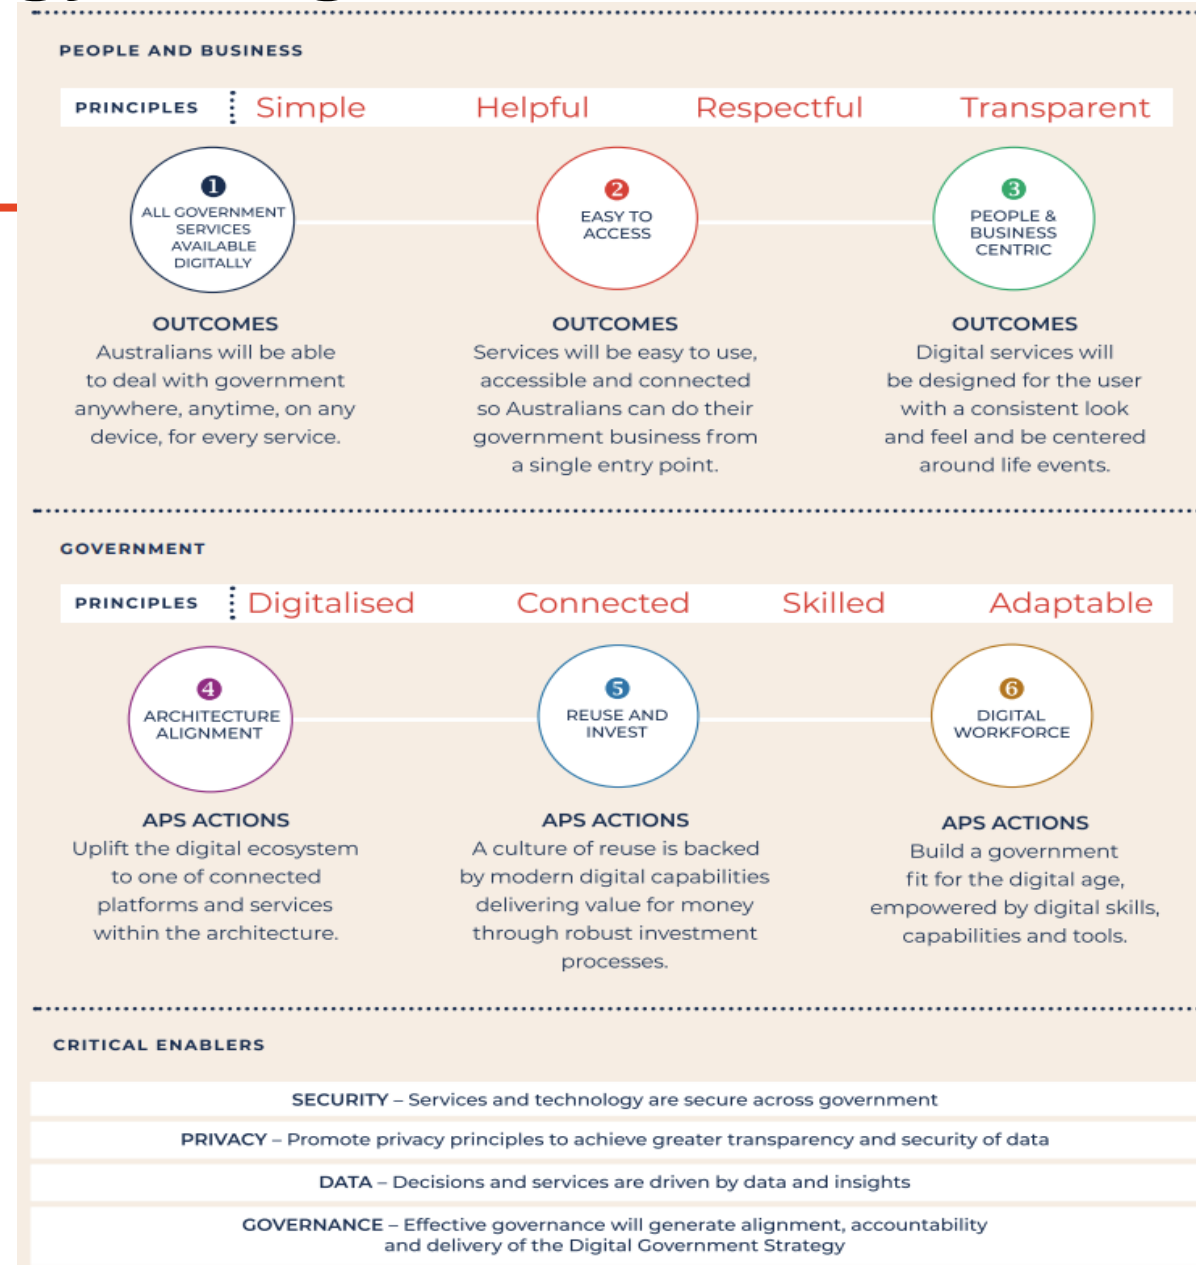 PEOPLE AND BUSINESS
PRINCIPLES Simple Helpful Respectful Transparent
1
ALL GOVERNMENT
SERVICES
AVAILABLE
DIGITALLY
OUTCOMES
Australians will be able
to deal with government
anywhere, anytime, on any
device, for every service.
2
EASY TO
ACCESS
OUTCOMES
Services will be easy to use,
accessible and connected
so Australians can do their
government business from
a single entry point.
3
PEOPLE &
BUSINESS
CENTRIC
OUTCOMES
Digital services will
be designed for the user
with a consistent look
and feel and be centered
around life events.
GOVERNMENT
PRINCIPLES Digitalised Connected Skilled Adaptable
4
ARCHITECTURE
ALIGNMENT
APS ACTIONS
Uplift the digital ecosystem
to one of connected
platforms and services
within the architecture.
5
REUSE AND
INVEST
APS ACTIONS
A culture of reuse is backed
by modern digital capabilities
delivering value for money
through robust investment
processes.
6
DIGITAL
WORKFORCE
APS ACTIONS
Build a government
fit for the digital age,
empowered by digital skills,
capabilities and tools.
CRITICAL ENABLERS
SECURITY – Services and technology are secure across government
PRIVACY – Promote privacy principles to achieve greater transparency and security of data
DATA – Decisions and services are driven by data and insights
GOVERNANCE – Effective governance will generate alignment, accountability
and delivery of the Digital Government Strategy